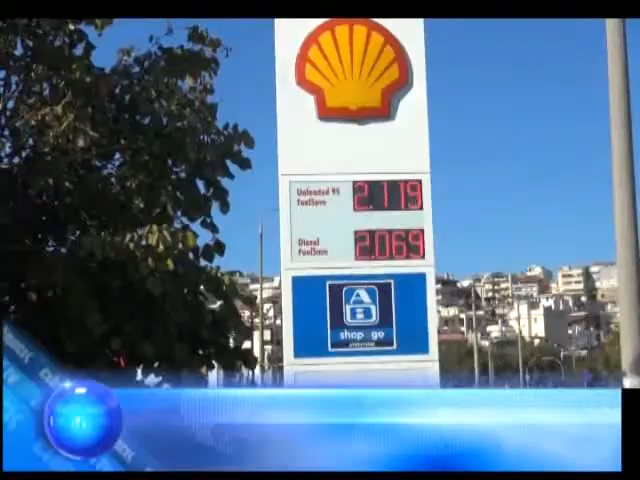 Unleaded 95
fuelSave
2.119
Diesel
fuelSave
2.069
AB
shop & go